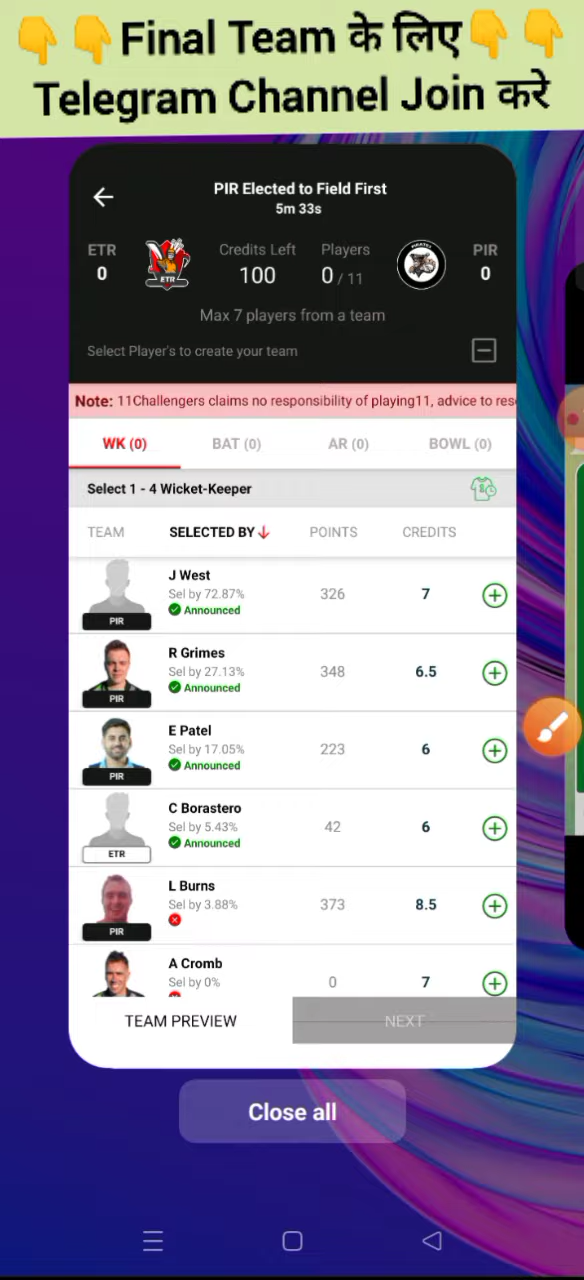 👇👇Final Team के लिए👇👇
Telegram Channel Join करे
PIR Elected to Field First
5m 33s
ETR
0
ETR
Credits Left
100
Players
0 / 11
PIR
0
Max 7 players from a team
Select Player's to create your team
Note: 11Challengers claims no responsibility of playing11, advice to res
WK (0) BAT (0) AR (0) BOWL (0)
Select 1 - 4 Wicket-Keeper
TEAM SELECTED BY POINTS CREDITS
J West
Sel by 72.87%
Announced
PIR
326 7
R Grimes
Sel by 27.13%
Announced
PIR
348 6.5
E Patel
Sel by 17.05%
Announced
PIR
223 6
C Borastero
Sel by 5.43%
Announced
ETR
42 6
L Burns
Sel by 3.88%
PIR
373 8.5
A Cromb
Sel by 0%
0 7
TEAM PREVIEW NEXT
Close all